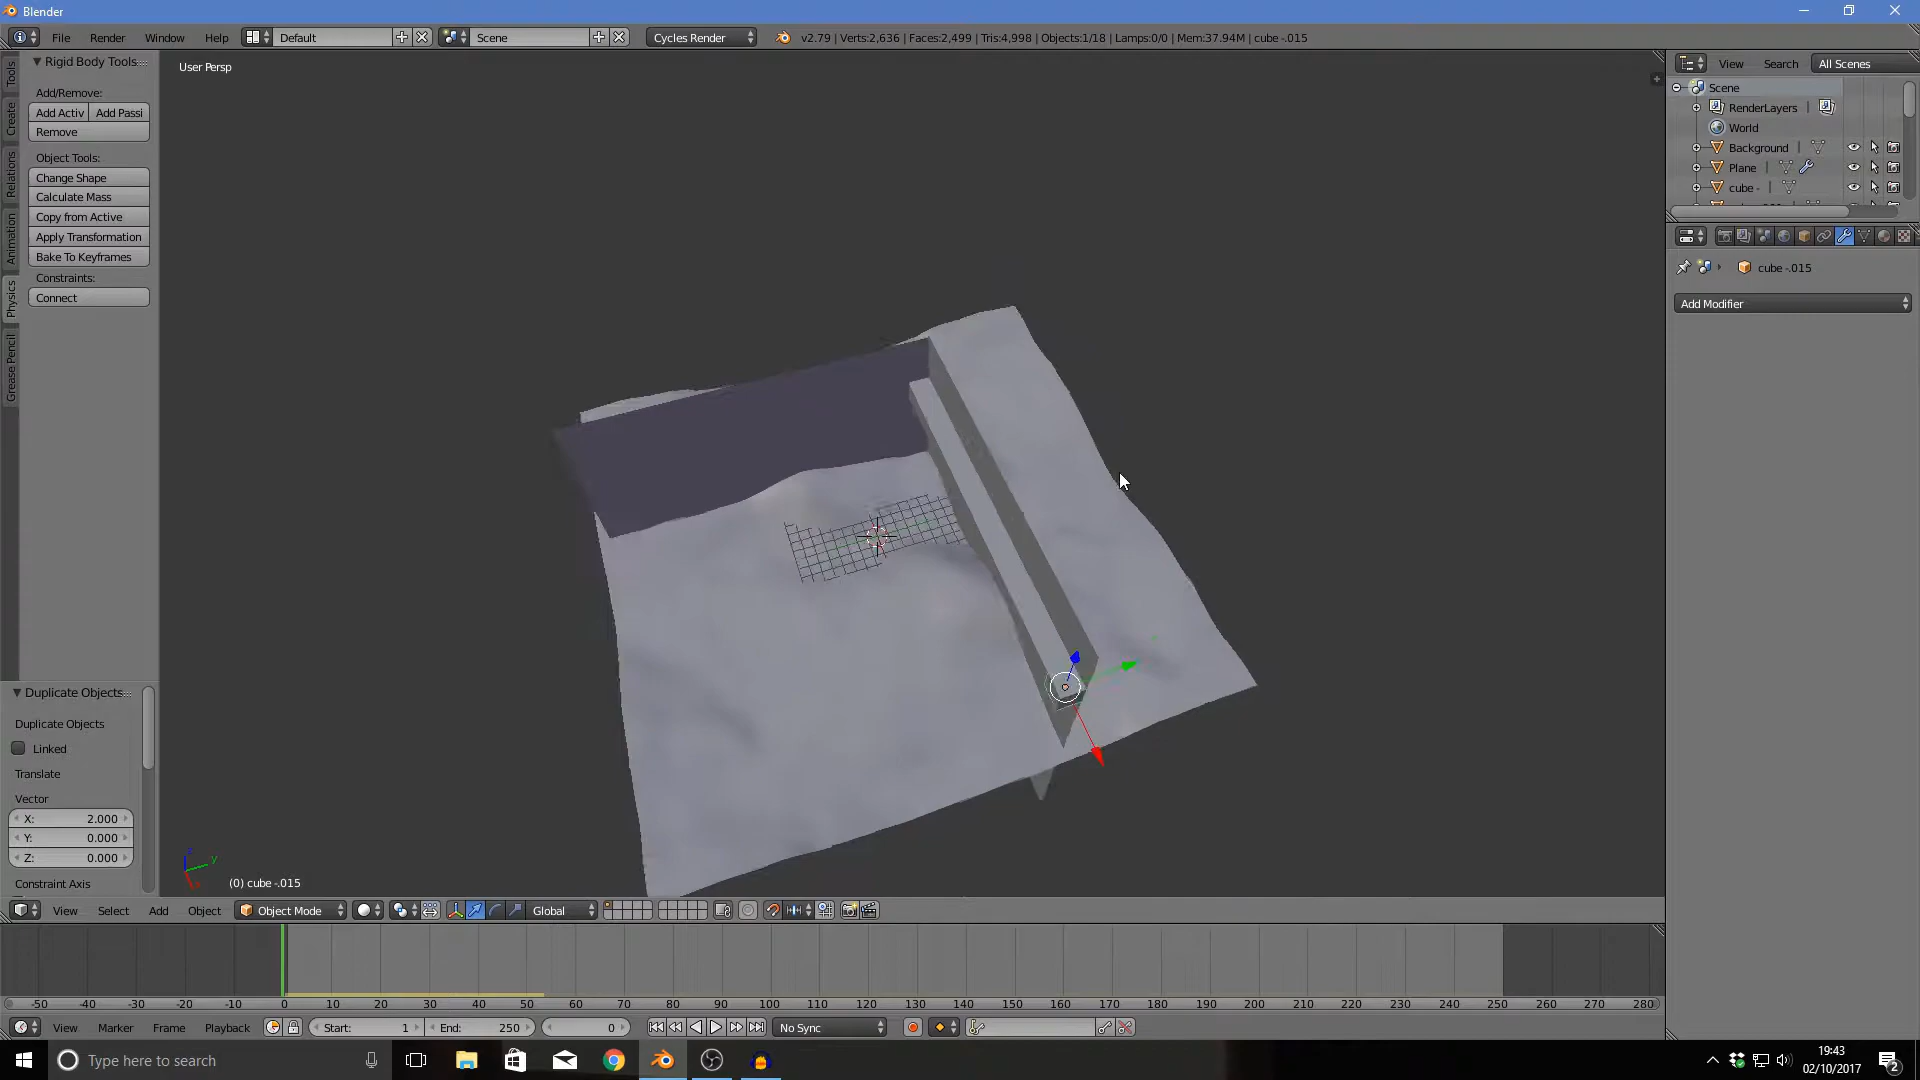 Blender
File Render Window Help Default Scene Cycles Render v2.79 | Verts:2,636 | Faces:2,499 | Tris:4,998 | Objects:1/18 | Lamps:0/0 | Mem:37.94M | cube -.015
Rigid Body Tools
Add/Remove:
Add Activ Add Passi
Remove
Object Tools:
Change Shape
Calculate Mass
Copy from Active
Apply Transformation
Bake To Keyframes
Constraints:
Connect
Tools
Create
Relations
Animation
Physics
Grease Pencil
Duplicate Objects
Duplicate Objects
Linked
Translate
Vector
X: 2.000
Y: 0.000
Z: 0.000
Constraint Axis
User Persp
z
y
(0) cube -.015
View Select Add Object Object Mode Global
View Search All Scenes
Scene
RenderLayers
World
Background
Plane
cube -
cube -.015
Add Modifier
-50 -40 -30 -20 -10 0 10 20 30 40 50 60 70 80 90 100 110 120 130 140 150 160 170 180 190 200 210 220 230 240 250 260 270 280
View Marker Frame Playback Start: 1 End: 250 0 No Sync
Type here to search
19:43
02/10/2017
2